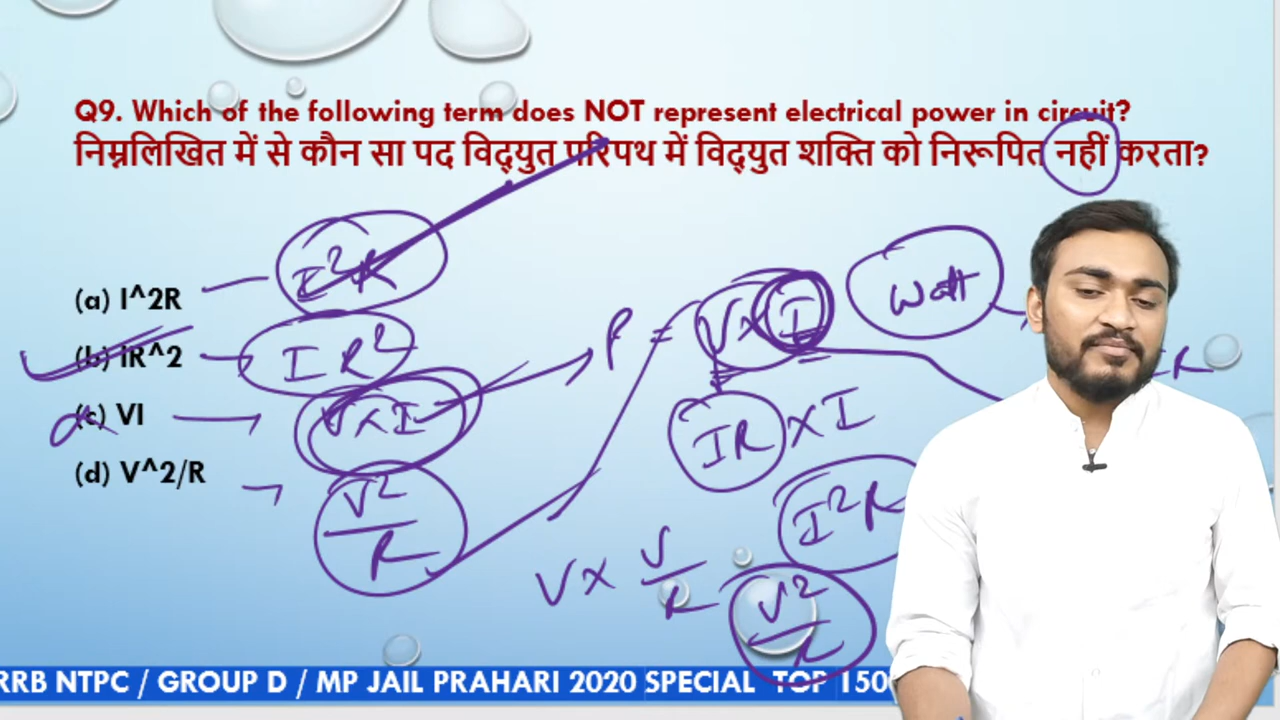 Q9. Which of the following term does NOT represent electrical power in circuit?
निम्नलिखित में से कौन सा पद विद्युत परिपथ में विद्युत शक्ति को निरूपित नहीं करता?
(a) I^2R
I²R
(b) IR^2
IR²
(c) VI
V×I
(d) V^2/R
V²/R
P = V×I
Watt
IR×I
I²R
V×V/R
V²/R
RRB NTPC / GROUP D / MP JAIL PRAHARI 2020 SPECIAL TOP 150